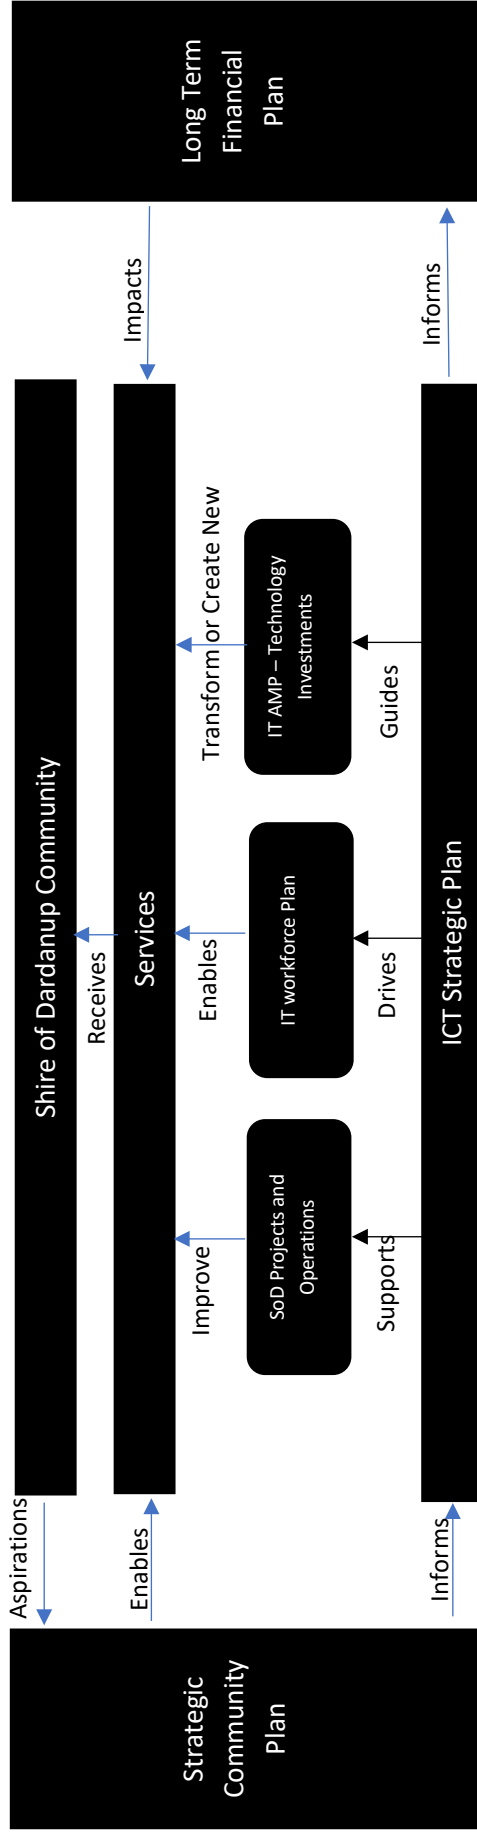 Strategic
Community
Plan
Aspirations
Enables
Informs
Shire of Dardanup Community
Receives
Services
Improve
Enables
Transform or Create New
SoD Projects and
Operations
IT workforce Plan
IT AMP – Technology
Investments
Supports
Drives
Guides
ICT Strategic Plan
Impacts
Informs
Long Term
Financial
Plan